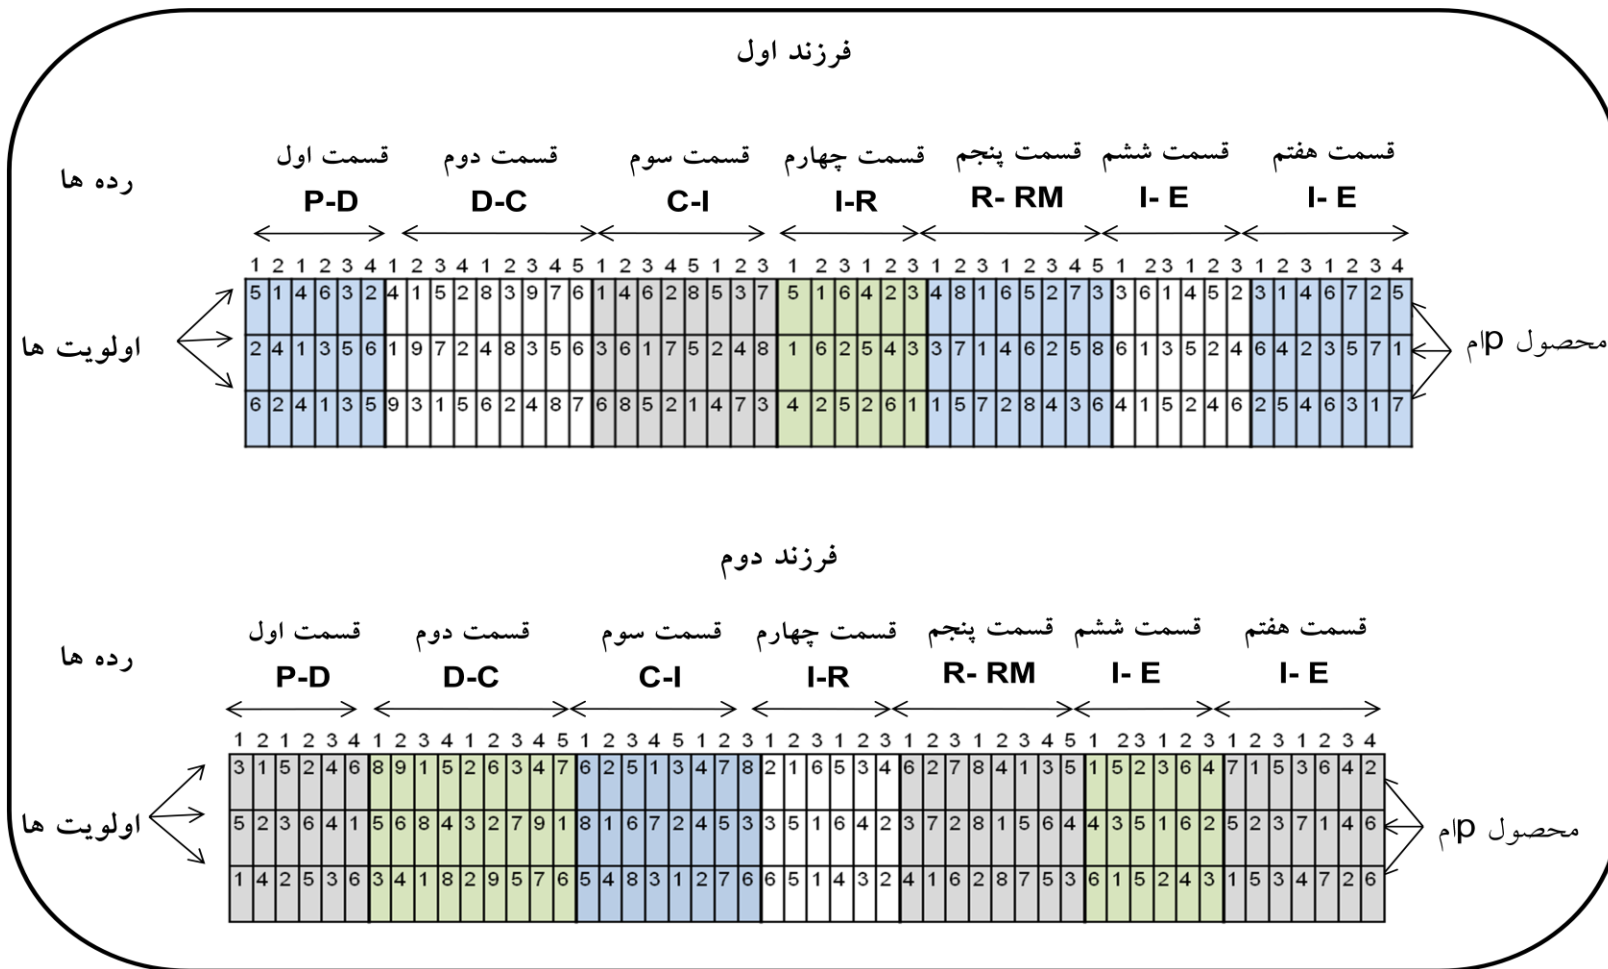 فرزند اول
قسمت اول قسمت دوم قسمت سوم قسمت چهارم قسمت پنجم قسمت ششم قسمت هفتم
رده ها
P-D D-C C-I I-R R- RM I- E I- E
1 2 1 2 3 4 1 2 3 4 1 2 3 4 5 1 2 3 4 5 1 2 3 1 2 3 1 2 3 1 2 3 1 2 3 4 5 1 2 3 1 2 3 1 2 3 1 2 3 4
5 1 4 6 3 2 4 1 5 2 8 3 9 7 6 1 4 6 2 8 5 3 7 5 1 6 4 2 3 4 8 1 6 5 2 7 3 3 6 1 4 5 2 3 1 4 6 7 2 5
اولویت ها 2 4 1 3 5 6 1 9 7 2 4 8 3 5 6 3 6 1 7 5 2 4 8 1 6 2 5 4 3 3 7 1 4 6 2 5 8 6 1 3 5 2 4 6 4 2 3 5 7 1 محصول pام
6 2 4 1 3 5 9 3 1 5 6 2 4 8 7 6 8 5 2 1 4 7 3 4 2 5 2 6 1 1 5 7 2 8 4 3 6 4 1 5 2 4 6 2 5 4 6 3 1 7
فرزند دوم
قسمت اول قسمت دوم قسمت سوم قسمت چهارم قسمت پنجم قسمت ششم قسمت هفتم
رده ها
P-D D-C C-I I-R R- RM I- E I- E
1 2 1 2 3 4 1 2 3 4 1 2 3 4 5 1 2 3 4 5 1 2 3 1 2 3 1 2 3 1 2 3 1 2 3 4 5 1 2 3 1 2 3 1 2 3 1 2 3 4
3 1 5 2 4 6 8 9 1 5 2 6 3 4 7 6 2 5 1 3 4 7 8 2 1 6 5 3 4 6 2 7 8 4 1 3 5 1 5 2 3 6 4 7 1 5 3 6 4 2
اولویت ها 5 2 3 6 4 1 5 6 8 4 3 2 7 9 1 8 1 6 7 2 4 5 3 3 5 1 6 4 2 3 7 2 8 1 5 6 4 4 3 5 1 6 2 5 2 3 7 1 4 6 محصول pام
1 4 2 5 3 6 3 4 1 8 2 9 5 7 6 5 4 8 3 1 2 7 6 6 5 1 4 3 2 4 1 6 2 8 7 5 3 6 1 5 2 4 3 1 5 3 4 7 2 6